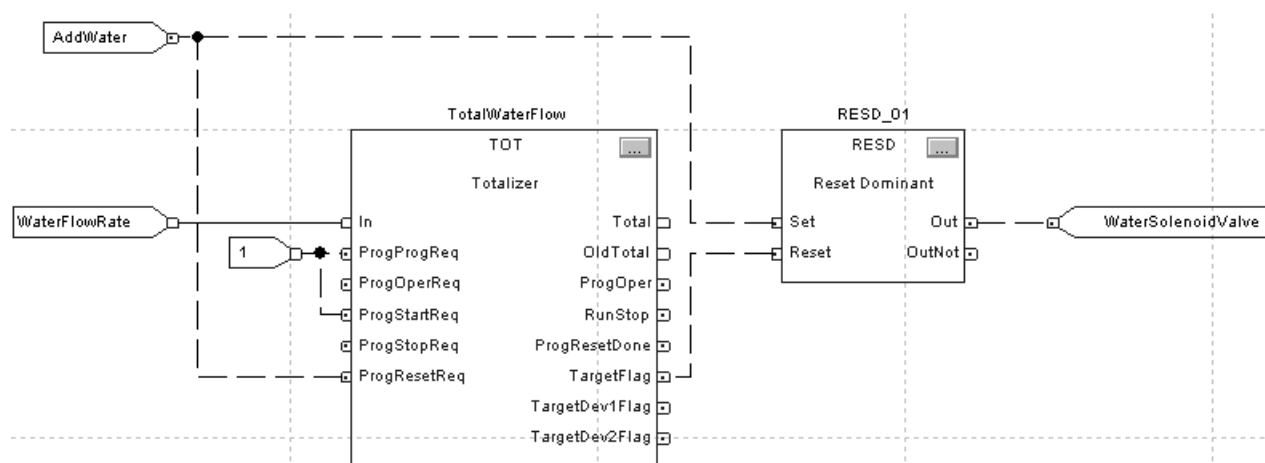 AddWater
TotalWaterFlow
RESD_01
TOT
...
RESD
...
Totalizer
Reset Dominant
WaterFlowRate
In
Total
Set
Out
WaterSolenoidValve
1
ProgProgReq
OldTotal
Reset
OutNot
ProgOperReq
ProgOper
ProgStartReq
RunStop
ProgStopReq
ProgResetDone
ProgResetReq
TargetFlag
TargetDev1Flag
TargetDev2Flag